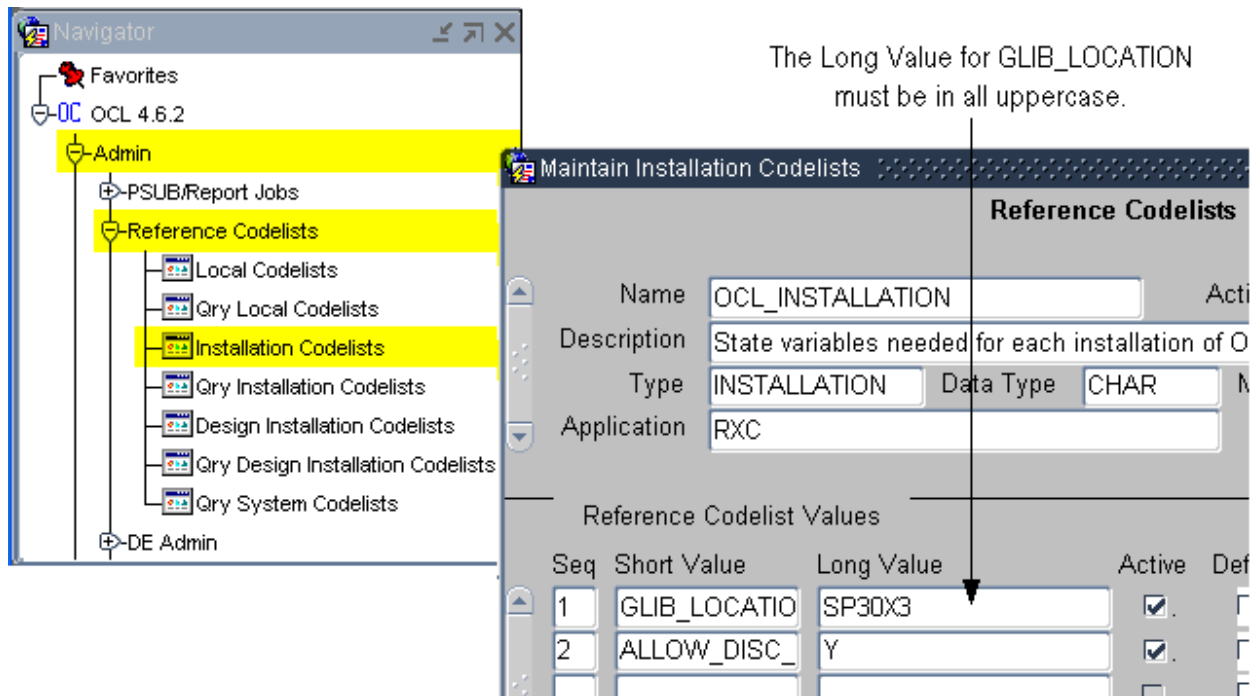 Navigator
Favorites
OC OCL 4.6.2
Admin
PSUB/Report Jobs
Reference Codelists
Local Codelists
Qry Local Codelists
Installation Codelists
Qry Installation Codelists
Design Installation Codelists
Qry Design Installation Codelists
Qry System Codelists
DE Admin
The Long Value for GLIB_LOCATION
must be in all uppercase.
Maintain Installation Codelists
Reference Codelists
Name OCL_INSTALLATION Acti
Description State variables needed for each installation of O
Type INSTALLATION Data Type CHAR
Application RXC
Reference Codelist Values
Seq Short Value Long Value Active Def
1 GLIB_LOCATIO SP30X3
2 ALLOW_DISC_ Y